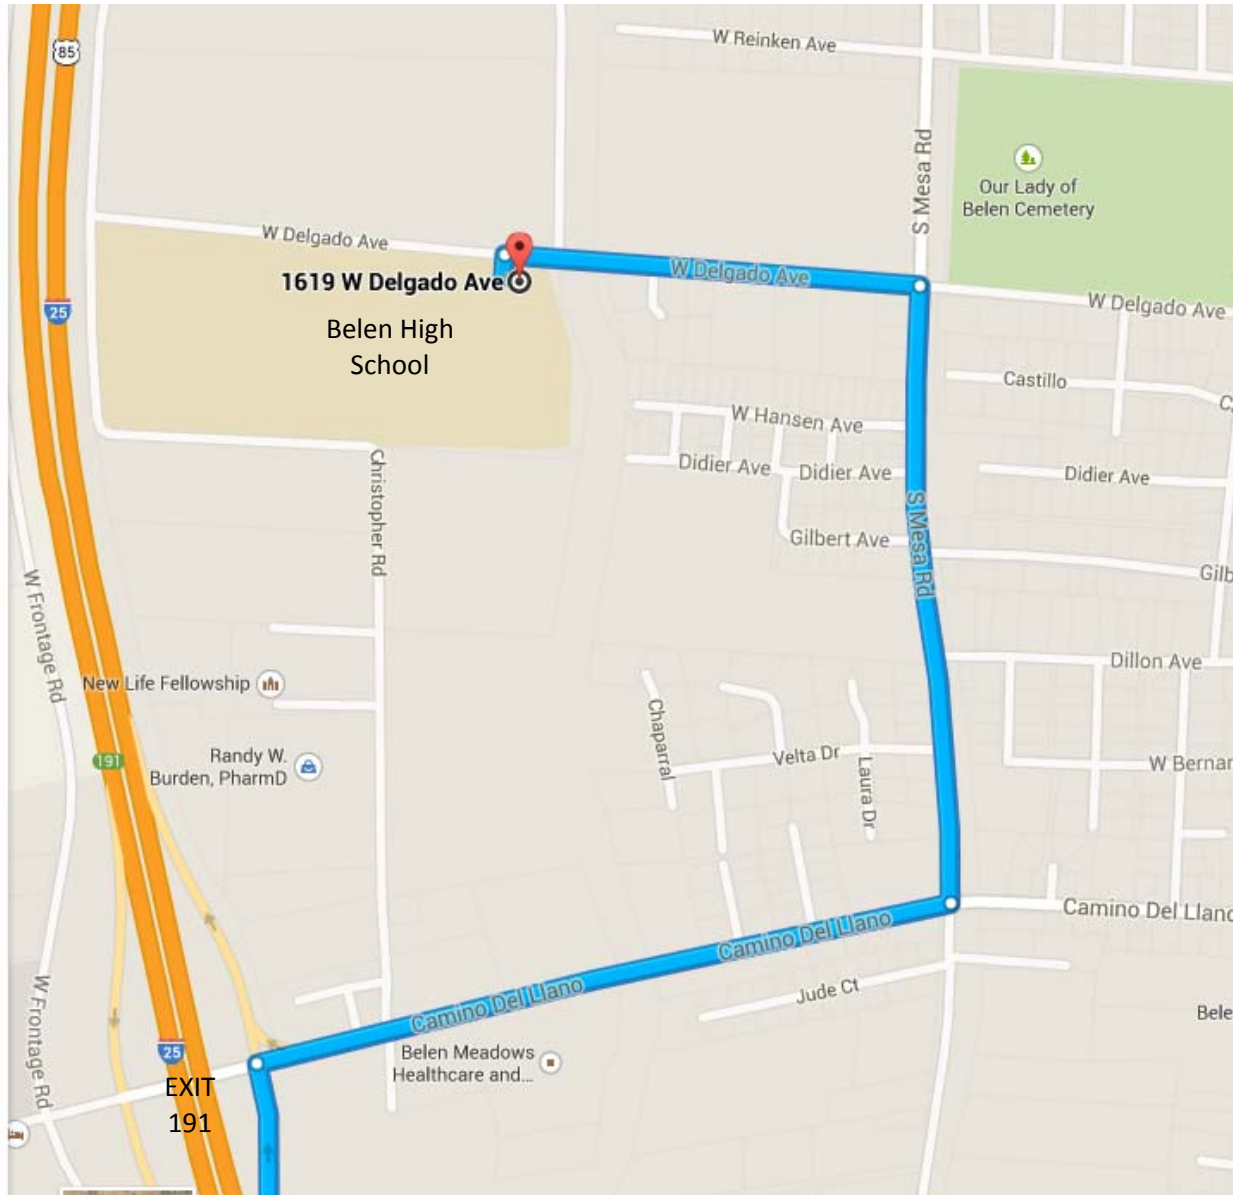 85
W Reinken Ave
S Mesa Rd
Our Lady of
Belen Cemetery
W Delgado Ave
1619 W Delgado Ave
W Delgado Ave
W Delgado Ave
25
Belen High
School
Castillo
C
W Hansen Ave
Didier Ave
Didier Ave
Didier Ave
Christopher Rd
S Mesa Rd
Gilbert Ave
Gilb
W Frontage Rd
Dillon Ave
New Life Fellowship
Chaparral
191
Randy W.
Burden, PharmD
Velta Dr
Laura Dr
W Bernar
Camino Del Llano
Camino Del Llano
Camino Del Llano
W Frontage Rd
Jude Ct
Bele
25
Belen Meadows
Healthcare and...
EXIT
191